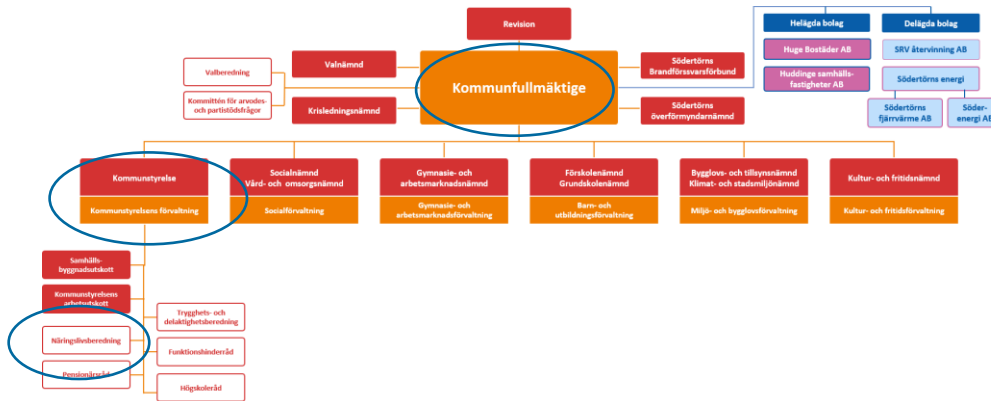 Revision
Helägda bolag
Delägda bolag
Valnämnd
Kommunfullmäktige
Södertörns
Brandförssvarsförbund
Huge Bostäder AB
SRV återvinning AB
Valberedning
Huddinge samhälls-
fastigheter AB
Södertörns energi
Kommittén för arvodes-
och partistödsfrågor
Krisledningsnämnd
Södertörns
överförmyndarnämnd
Södertörns
fjärrvärme AB
Söder-
energi AB
Kommunstyrelse
Kommunstyrelsens förvaltning
Socialnämnd
Vård- och omsorgsnämnd
Socialförvaltning
Gymnasie- och
arbetsmarknadsnämnd
Gymnasie- och
arbetsmarknadsförvaltning
Förskolenämnd
Grundskolenämnd
Barn- och
utbildningsförvaltning
Bygglovs- och tillsynsnämnd
Klimat- och stadsmiljönämnd
Miljö- och bygglovsförvaltning
Kultur- och fritidsnämnd
Kultur- och fritidsförvaltning
Samhälls-
byggnadsutskott
Kommunstyrelsens
arbetsutskott
Näringslivsberedning
Pensionärsråd
Trygghets- och
delaktighetsberedning
Funktionshinderråd
Högskoleråd